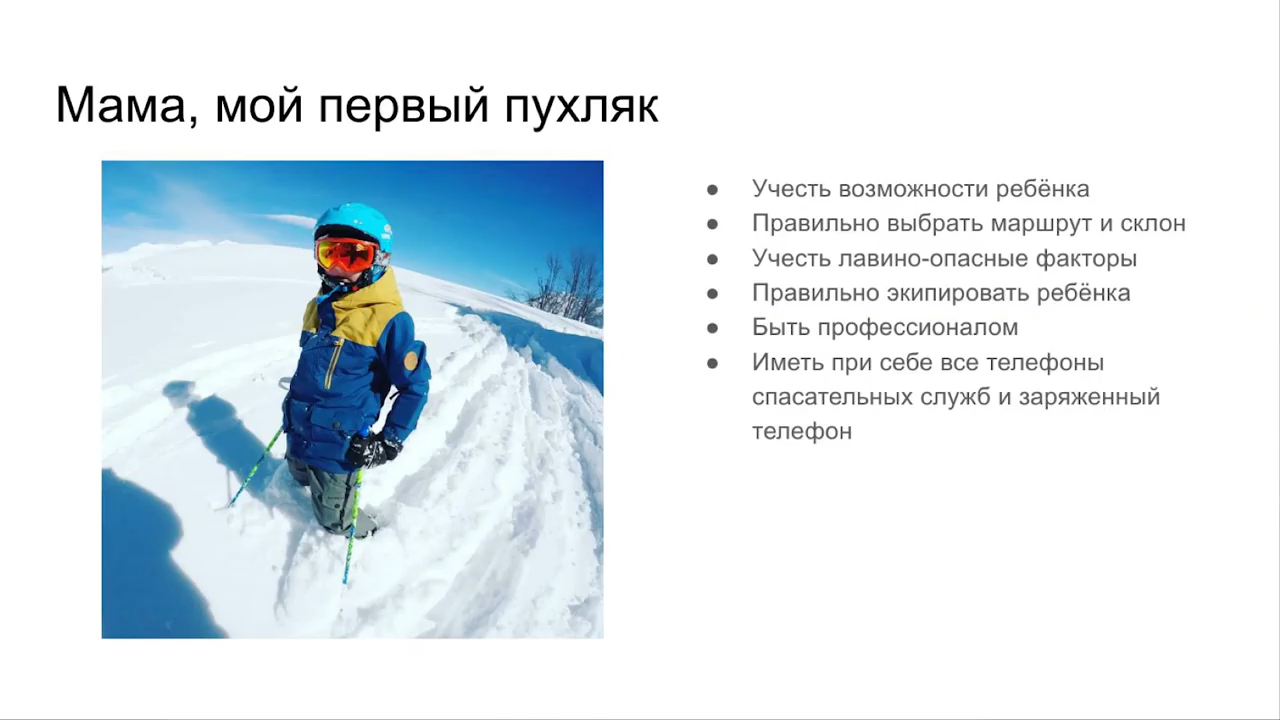 Мама, мой первый пухляк
● Учесть возможности ребёнка
● Правильно выбрать маршрут и склон
● Учесть лавино-опасные факторы
● Правильно экипировать ребёнка
● Быть профессионалом
● Иметь при себе все телефоны
спасательных служб и заряженный
телефон